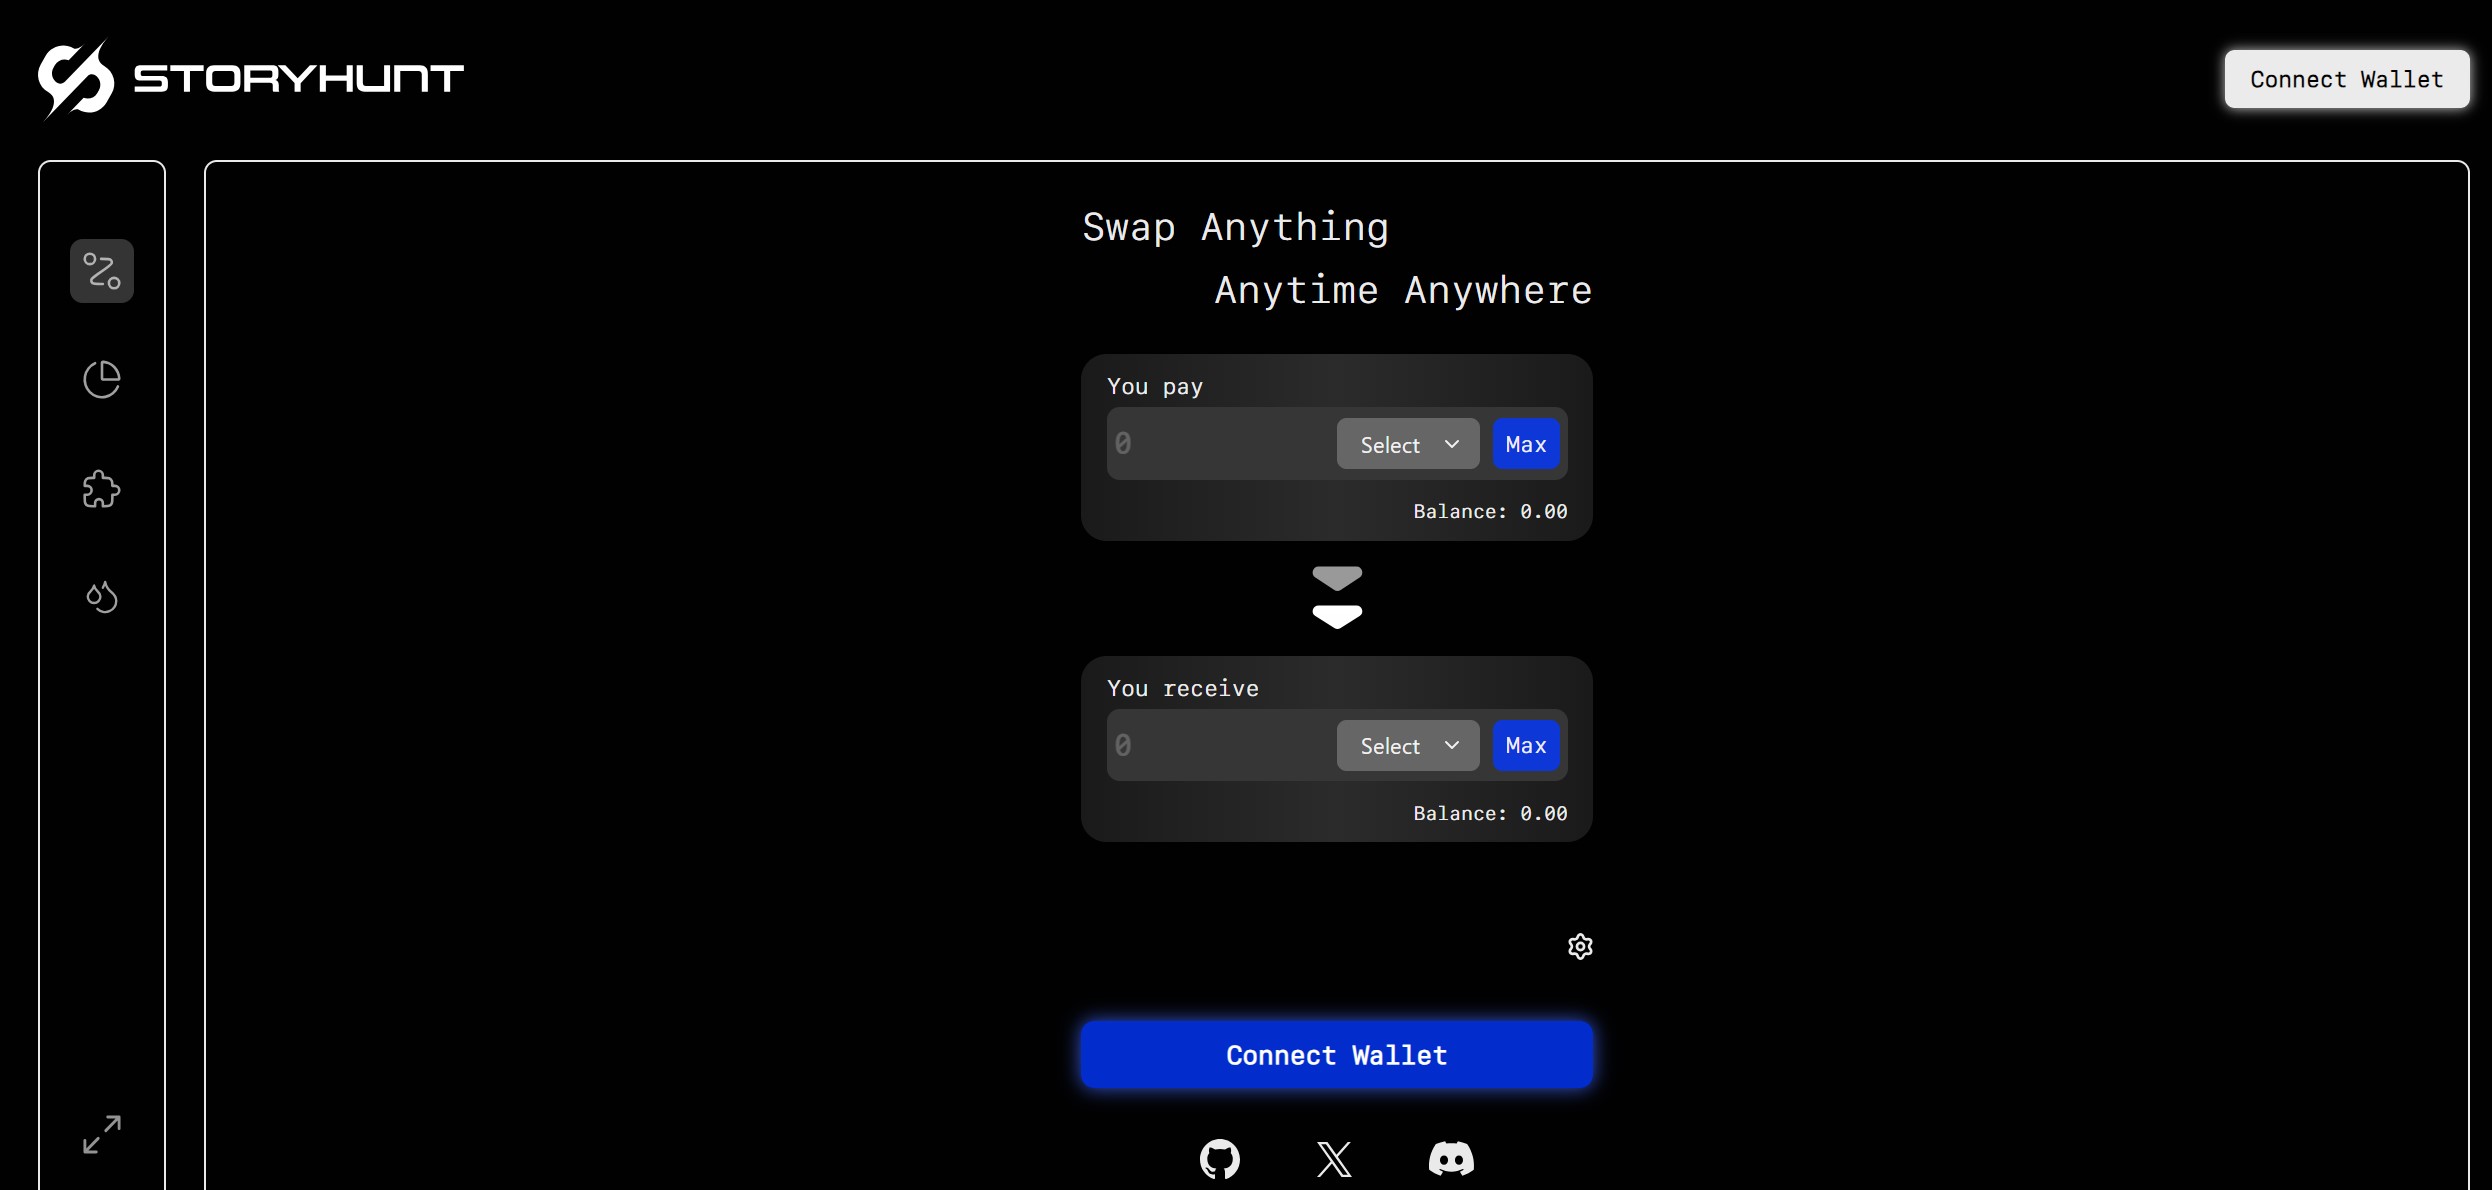 STORYHUNT
Connect Wallet
Swap Anything
Anytime Anywhere
You pay
0 Select Max
Balance: 0.00
You receive
0 Select Max
Balance: 0.00
Connect Wallet